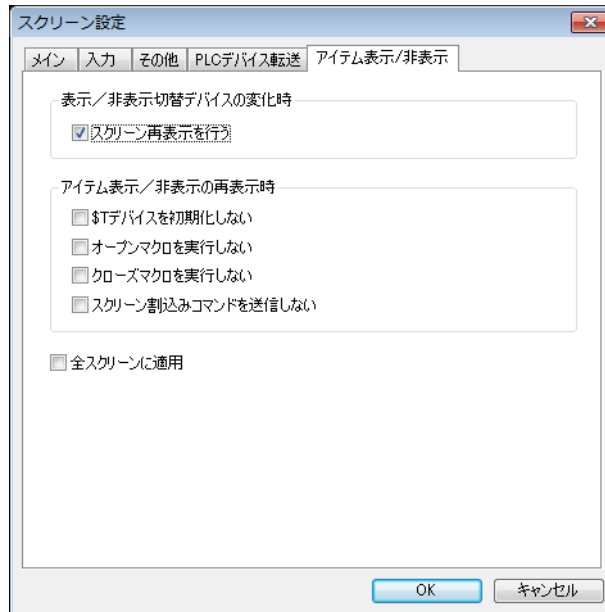 スクリーン設定
メイン 入力 その他 PLCデバイス転送 アイテム表示/非表示
表示／非表示切替デバイスの変化時
スクリーン再表示を行う
アイテム表示／非表示の再表示時
$Tデバイスを初期化しない
オープンマクロを実行しない
クローズマクロを実行しない
スクリーン割込みコマンドを送信しない
全スクリーンに適用
OK キャンセル